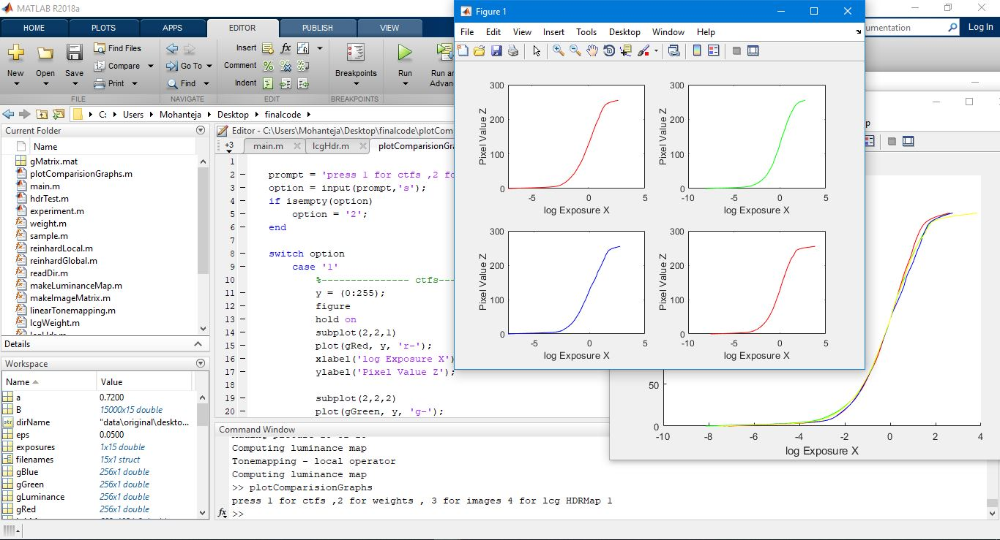 MATLAB R2018a
HOME PLOTS APPS EDITOR PUBLISH VIEW
umentation
Log In
New
Open
Save
Find Files
Compare
Print
FILE
Go To
Find
NAVIGATE
Insert
Comment
Indent
fx
EDIT
Breakpoints
BREAKPOINTS
Run
Run an
Advan
C: Users Mohanteja Desktop finalcode
Current Folder
Name
gMatrix.mat
plotComparisionGraphs.m
main.m
hdrTest.m
experiment.m
weight.m
sample.m
reinhardLocal.m
reinhardGlobal.m
readDir.m
makeLuminanceMap.m
makeImageMatrix.m
linearTonemapping.m
lcgWeight.m
lcgHdr.m
Details
Workspace
Name Value
a 0.7200
B 15000x15 double
dirName "data\original\deskto...
eps 0.0500
exposures 1x15 double
filenames 15x1 struct
gBlue 256x1 double
gGreen 256x1 double
gLuminance 256x1 double
gRed 256x1 double
Editor - C:\Users\Mohanteja\Desktop\finalcode\plotCom
+3 main.m lcgHdr.m plotComparisionGra
1
2 - prompt = 'press 1 for ctfs ,2 fo
3 - option = input(prompt,'s');
4 - if isempty(option)
5 - option = '2';
6 - end
7
8 - switch option
9 - case '1'
10 %--------------- ctfs---
11 - y = (0:255);
12 - figure
13 - hold on
14 - subplot(2,2,1)
15 - plot(gRed, y, 'r-');
16 - xlabel('log Exposure X')
17 - ylabel('Pixel Value Z');
18
19 - subplot(2,2,2)
20 - plot(gGreen, y, 'g-');
Command Window
Computing luminance map
Tonemapping - local operator
Computing luminance map
>> plotComparisionGraphs
press 1 for ctfs ,2 for weights , 3 for images 4 for lcg HDRMap 1
fx >>
Figure 1
File Edit View Insert Tools Desktop Window Help
300
200
100
0
-5 0 5
Pixel Value Z
log Exposure X
300
200
100
0
-10 -5 0 5
Pixel Value Z
log Exposure X
300
200
100
0
-5 0 5
Pixel Value Z
log Exposure X
300
200
100
0
-10 -5 0 5
Pixel Value Z
log Exposure X
p
50
0
-10 -8 -6 -4 -2 0 2 4
log Exposure X